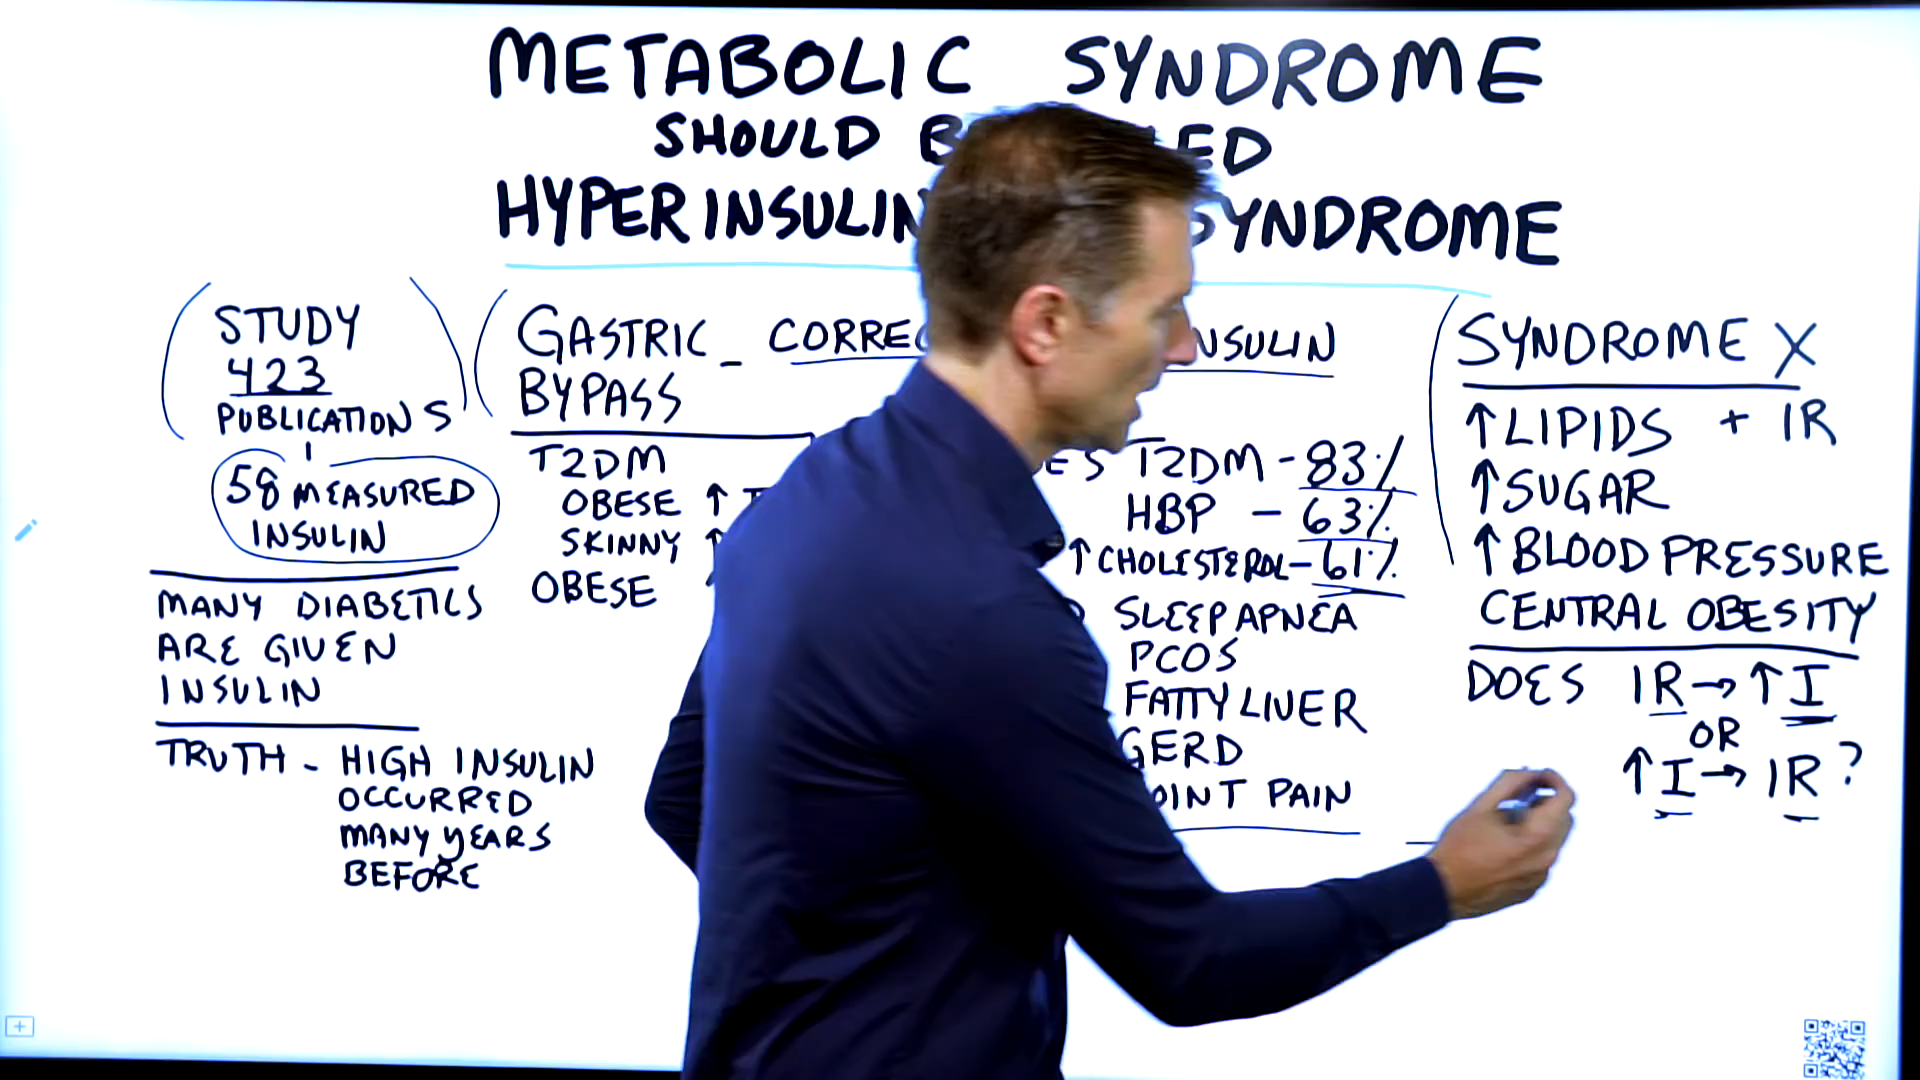 METABOLIC SYNDROME
SHOULD ED
HYPERINSULIN SYNDROME
STUDY
423
PUBLICATIONS
58 MEASURED
INSULIN
MANY DIABETICS
ARE GIVEN
INSULIN
TRUTH - HIGH INSULIN
OCCURRED
MANY YEARS
BEFORE
GASTRIC - CORREC NSULIN
BYPASS
T2DM
OBESE ↑
SKINNY ↑
OBESE
ES T2DM - 83%
HBP - 63%
↑ CHOLESTEROL - 61%
SLEEP APNEA
PCOS
FATTY LIVER
GERD
OINT PAIN
SYNDROME X
↑ LIPIDS + IR
↑ SUGAR
↑ BLOOD PRESSURE
CENTRAL OBESITY
DOES IR → ↑ I
OR
↑ I → IR ?